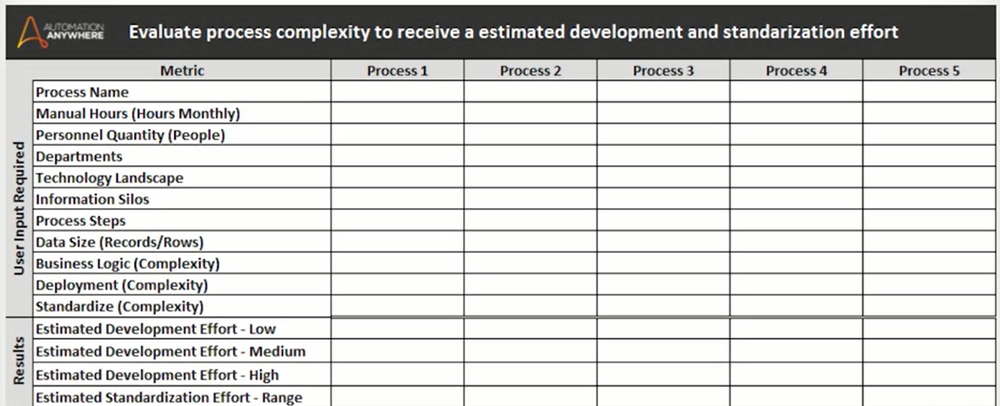 AUTOMATION
ANYWHERE
Evaluate process complexity to receive a estimated development and standarization effort
Metric Process 1 Process 2 Process 3 Process 4 Process 5
User Input Required
Process Name
Manual Hours (Hours Monthly)
Personnel Quantity (People)
Departments
Technology Landscape
Information Silos
Process Steps
Data Size (Records/Rows)
Business Logic (Complexity)
Deployment (Complexity)
Standardize (Complexity)
Results
Estimated Development Effort - Low
Estimated Development Effort - Medium
Estimated Development Effort - High
Estimated Standardization Effort - Range